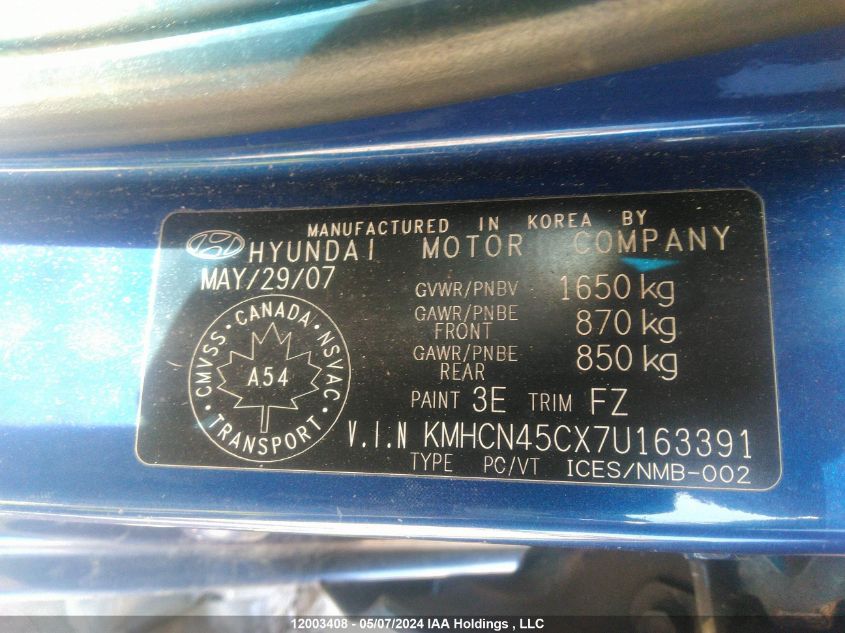 MANUFACTURED IN KOREA BY
HYUNDAI MOTOR COMPANY
MAY/29/07
GVWR/PNBV 1650 kg
GAWR/PNBE FRONT 870 kg
GAWR/PNBE REAR 850 kg
CMVSS · CANADA · NSVAC · TRANSPORT ·
A54
PAINT 3E TRIM FZ
V.I.N KMHCN45CX7U163391
TYPE PC/VT ICES/NMB-002
12003408 - 05/07/2024 IAA Holdings , LLC